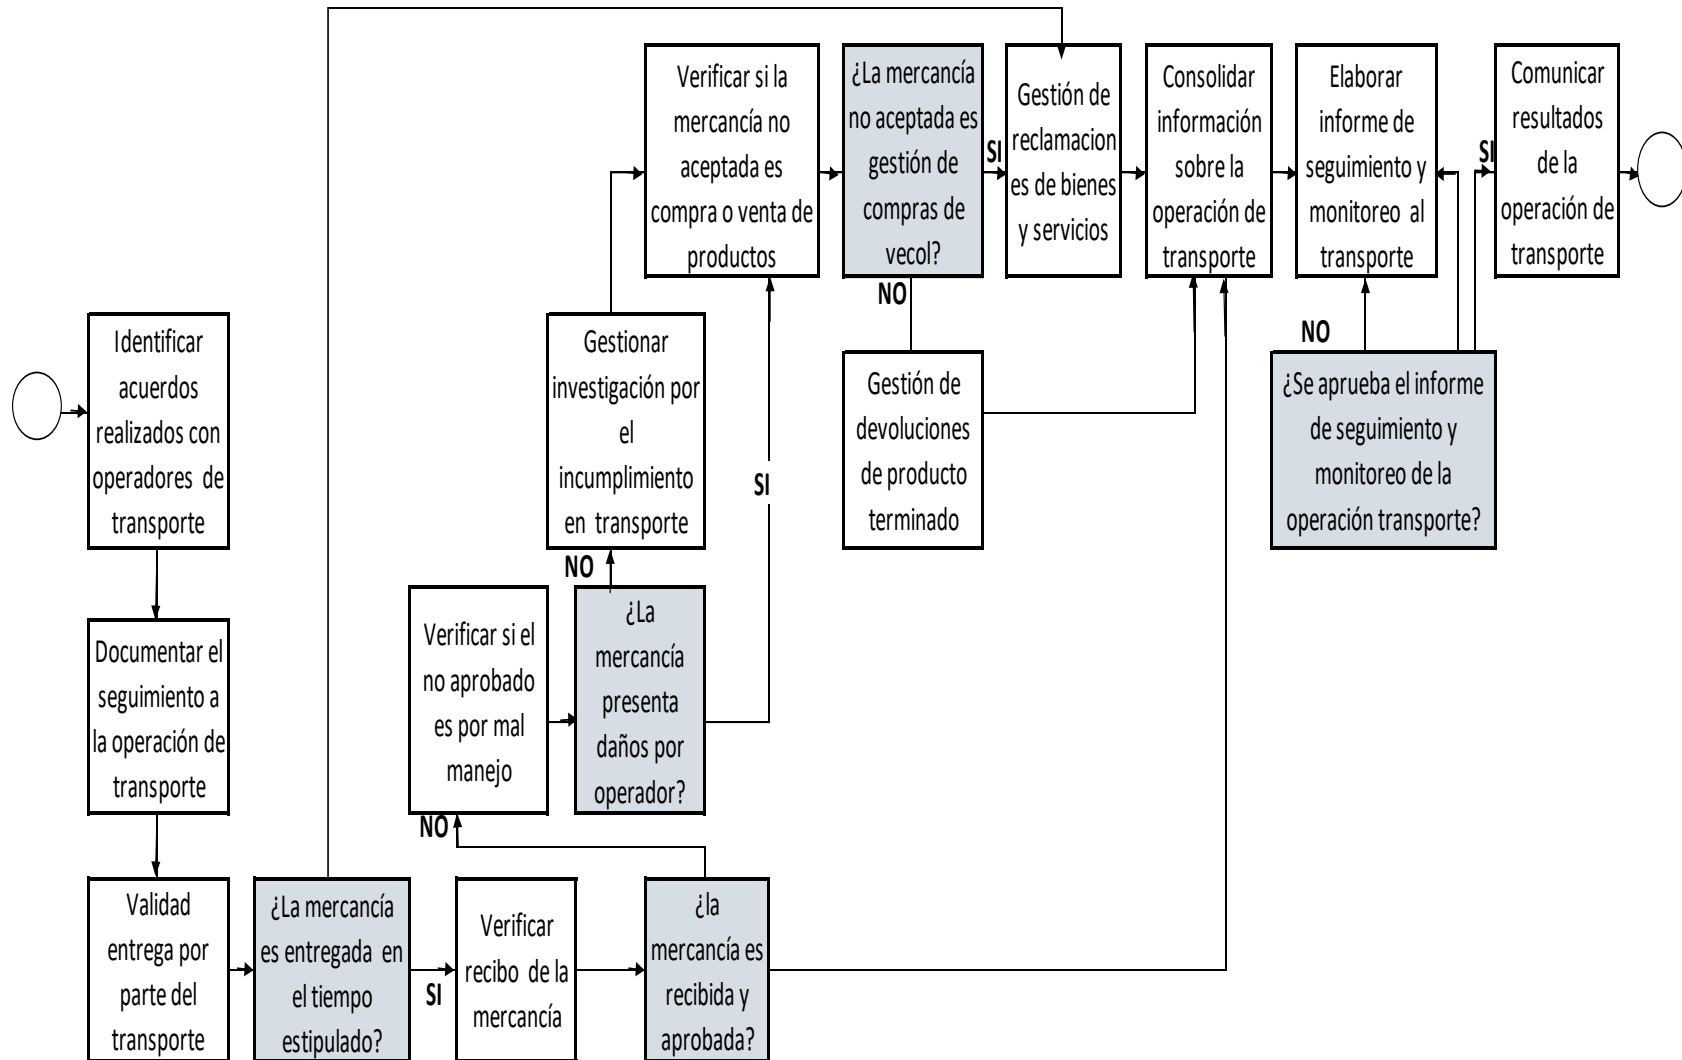 Identificar
acuerdos
realizados con
operadores de
transporte
Documentar el
seguimiento a
la operación de
transporte
Validad
entrega por
parte del
transporte
¿La mercancía
es entregada en
el tiempo
estipulado?
SI
Verificar
recibo de la
mercancía
¿la
mercancía es
recibida y
aprobada?
NO
Verificar si el
no aprobado
es por mal
manejo
¿La
mercancía
presenta
daños por
operador?
NO
Gestionar
investigación por
el
incumplimiento
en transporte
SI
Verificar si la
mercancía no
aceptada es
compra o venta de
productos
¿La mercancía
no aceptada es
gestión de
compras de
vecol?
SI
NO
Gestión de
devoluciones
de producto
terminado
Gestión de
reclamacion
es de bienes
y servicios
Consolidar
información
sobre la
operación de
transporte
Elaborar
informe de
seguimiento y
monitoreo al
transporte
NO
¿Se aprueba el informe
de seguimiento y
monitoreo de la
operación transporte?
SI
Comunicar
resultados
de la
operación de
transporte